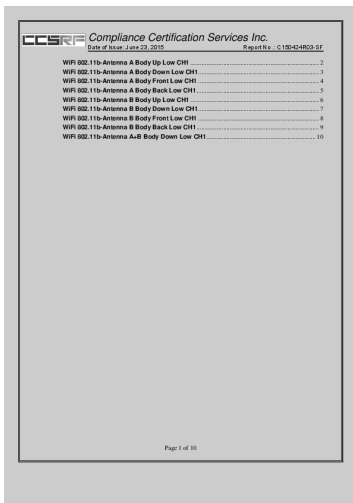 CCSRF Compliance Certification Services Inc.
Date of Issue: June 23, 2015 Report No .: C150424R03-SF
WiFi 802.11b-Antenna A Body Up Low CH1 2
WiFi 802.11b-Antenna A Body Down Low CH1 3
WiFi 802.11b-Antenna A Body Front Low CH1 4
WiFi 802.11b-Antenna A Body Back Low CH1 5
WiFi 802.11b-Antenna B Body Up Low CH1 6
WiFi 802.11b-Antenna B Body Down Low CH1 7
WiFi 802.11b-Antenna B Body Front Low CH1 8
WiFi 802.11b-Antenna B Body Back Low CH1 9
WiFi 802.11b-Antenna A+B Body Down Low CH1 10
Page 1 of 10